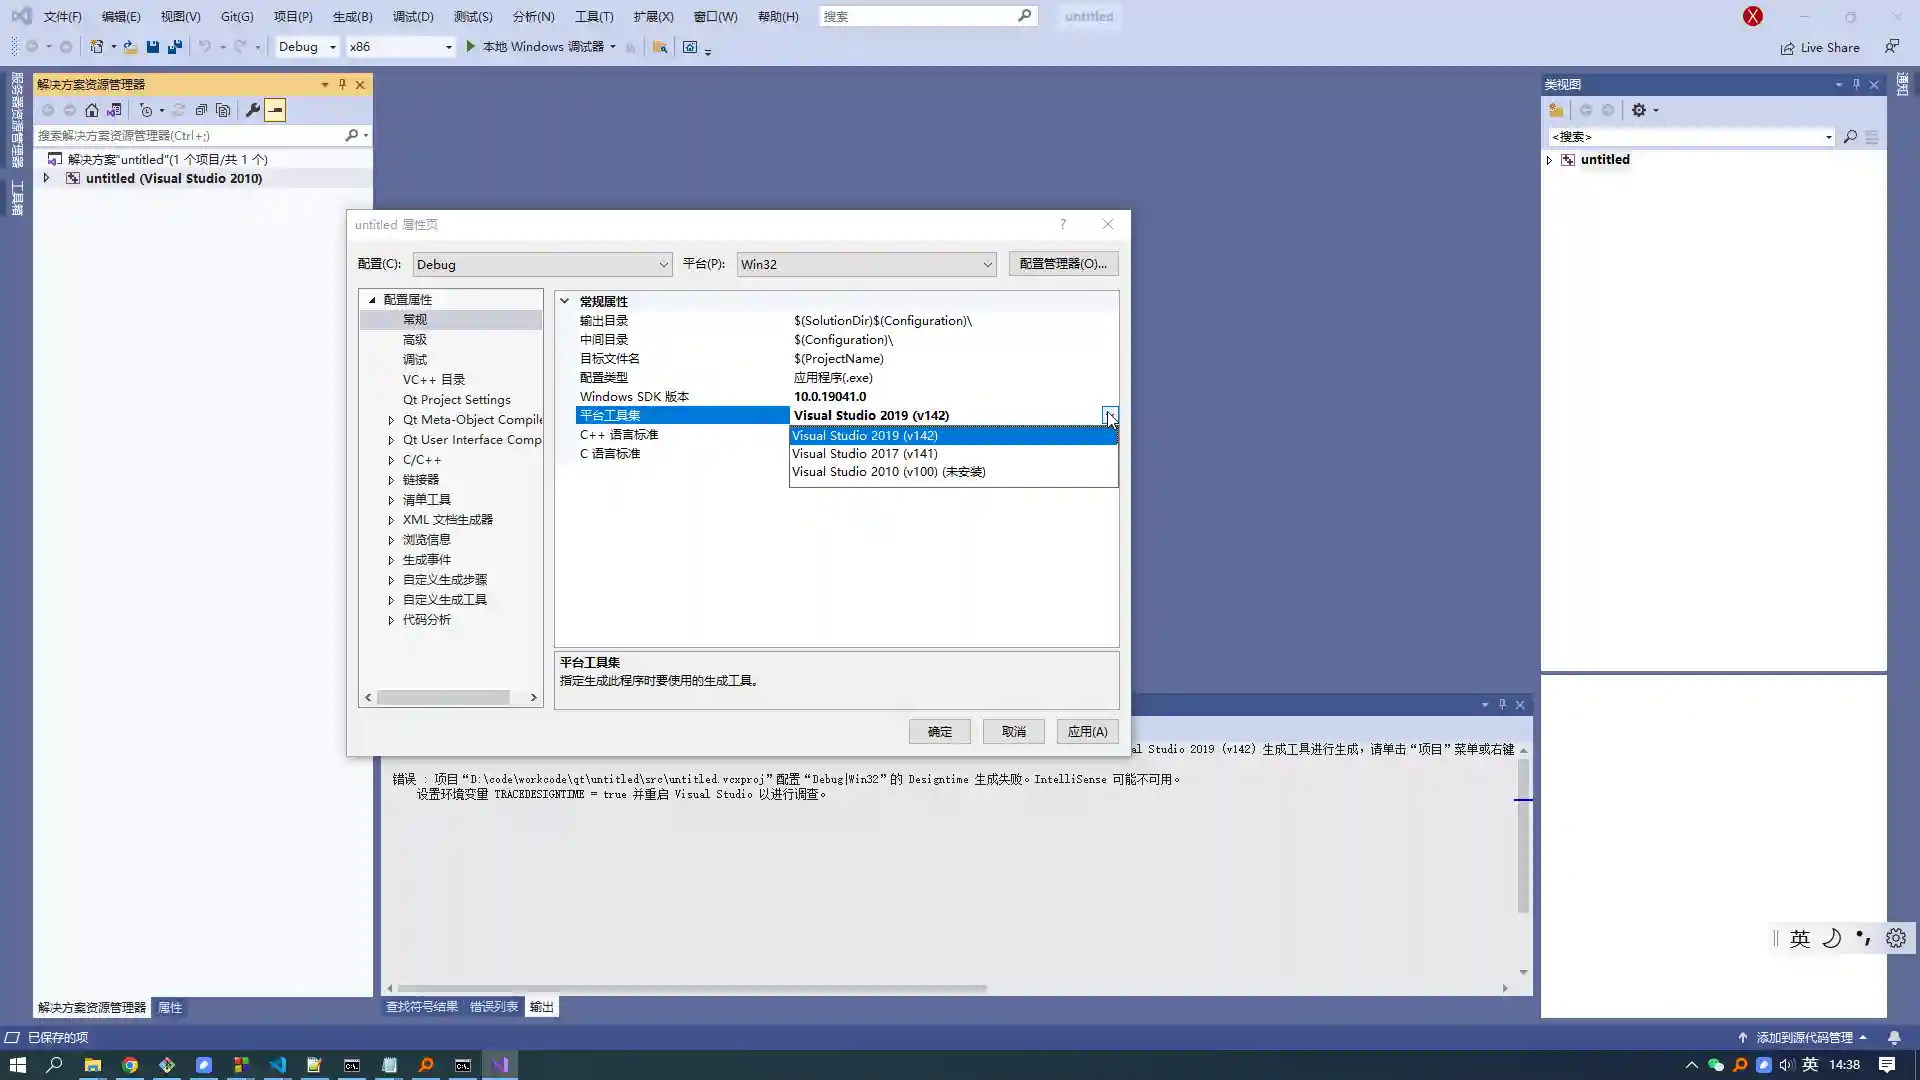 文件(F) 编辑(E) 视图(V) Git(G) 项目(P) 生成(B) 调试(D) 测试(S) 分析(N) 工具(T) 扩展(X) 窗口(W) 帮助(H) 搜索 untitled
Debug x86 本地 Windows 调试器 Live Share
服务器资源管理器
工具箱
解决方案资源管理器
搜索解决方案资源管理器(Ctrl+;)
解决方案"untitled"(1 个项目/共 1 个)
untitled (Visual Studio 2010)
untitled 属性页 ?
配置(C): Debug 平台(P): Win32 配置管理器(O)...
配置属性
常规
高级
调试
VC++ 目录
Qt Project Settings
Qt Meta-Object Compile
Qt User Interface Comp
C/C++
链接器
清单工具
XML 文档生成器
浏览信息
生成事件
自定义生成步骤
自定义生成工具
代码分析
常规属性
输出目录 $(SolutionDir)$(Configuration)\
中间目录 $(Configuration)\
目标文件名 $(ProjectName)
配置类型 应用程序(.exe)
Windows SDK 版本 10.0.19041.0
平台工具集 Visual Studio 2019 (v142)
C++ 语言标准
C 语言标准
Visual Studio 2019 (v142)
Visual Studio 2017 (v141)
Visual Studio 2010 (v100) (未安装)
平台工具集
指定生成此程序时要使用的生成工具。
确定 取消 应用(A)
al Studio 2019 (v142) 生成工具进行生成，请单击“项目”菜单或右键
错误 : 项目“D:\code\workcode\qt\untitled\src\untitled.vcxproj”配置“Debug|Win32”的 Designtime 生成失败。IntelliSense 可能不可用。
设置环境变量 TRACEDESIGNTIME = true 并重启 Visual Studio 以进行调查。
类视图
<搜索>
untitled
通知
英
解决方案资源管理器 属性
查找符号结果 错误列表 输出
已保存的项 添加到源代码管理
英 14:38